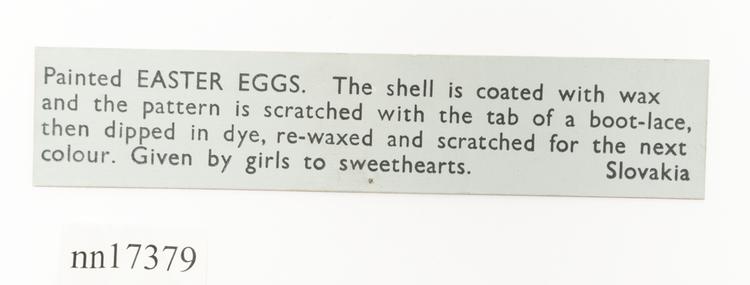 Painted EASTER EGGS. The shell is coated with wax
and the pattern is scratched with the tab of a boot-lace,
then dipped in dye, re-waxed and scratched for the next
colour. Given by girls to sweethearts. Slovakia
nn17379